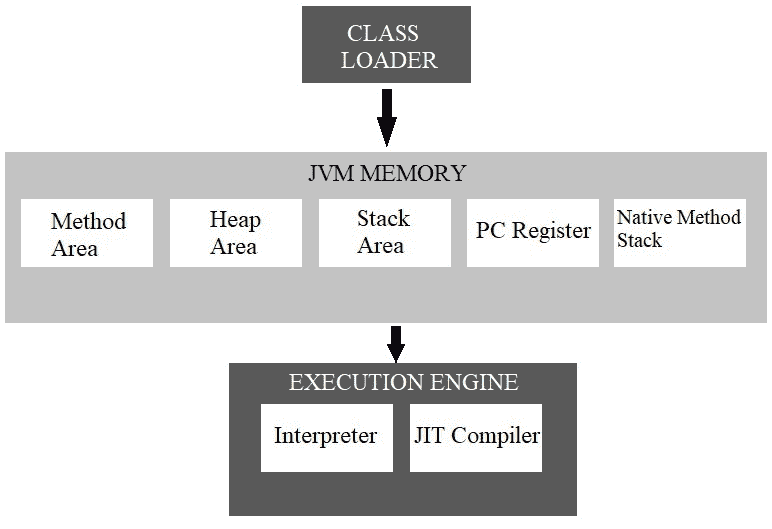 CLASS
LOADER
JVM MEMORY
Method
Area
Heap
Area
Stack
Area
PC Register
Native Method
Stack
EXECUTION ENGINE
Interpreter
JIT Compiler